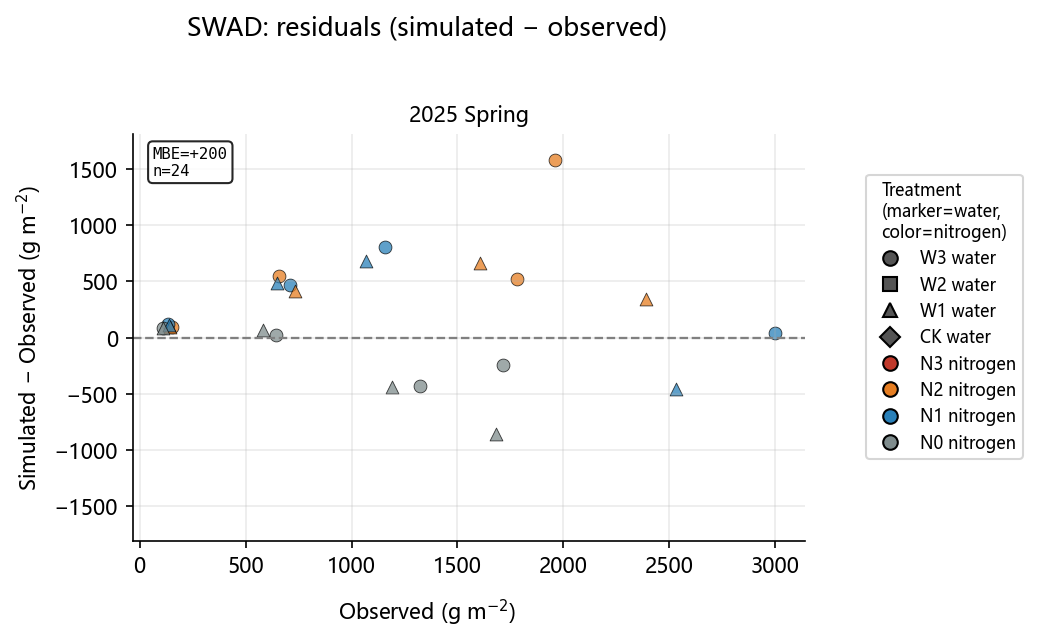 SWAD: residuals (simulated − observed)
2025 Spring
MBE=+200
n=24
Simulated − Observed (g m⁻²)
1500
1000
500
0
−500
−1000
−1500
0 500 1000 1500 2000 2500 3000
Observed (g m⁻²)
Treatment
(marker=water,
color=nitrogen)
W3 water
W2 water
W1 water
CK water
N3 nitrogen
N2 nitrogen
N1 nitrogen
N0 nitrogen